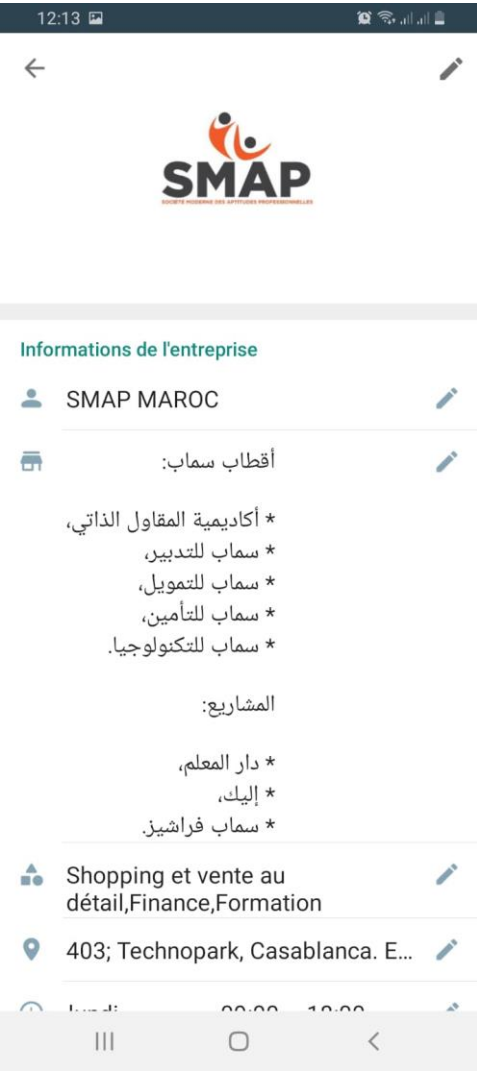 12:13
SMAP
SOCIÉTÉ MODERNE DES APTITUDES PROFESSIONNELLES
Informations de l'entreprise
SMAP MAROC
أقطاب سماب:
* أكاديمية المقاول الذاتي،
* سماب للتدبير،
* سماب للتمويل،
* سماب للتأمين،
* سماب للتكنولوجيا.
المشاريع:
* دار المعلم،
* إليك،
* سماب فراشيز.
Shopping et vente au
détail,Finance,Formation
403; Technopark, Casablanca. E...